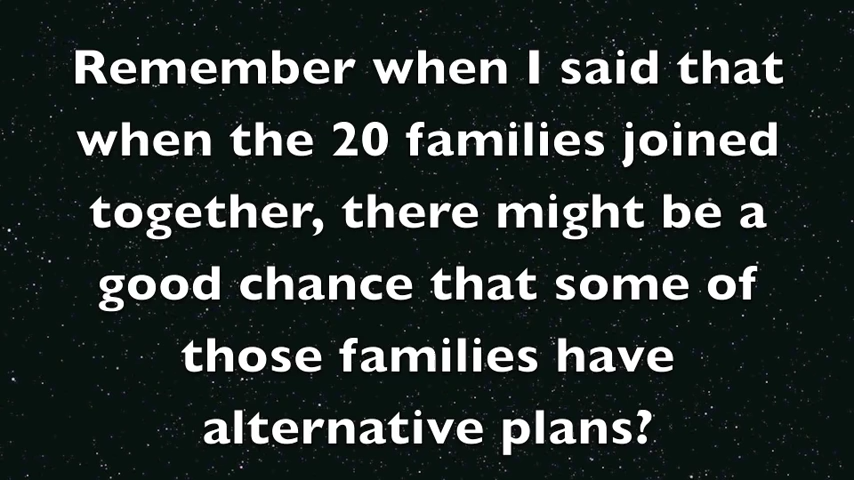 Remember when I said that
when the 20 families joined
together, there might be a
good chance that some of
those families have
alternative plans?